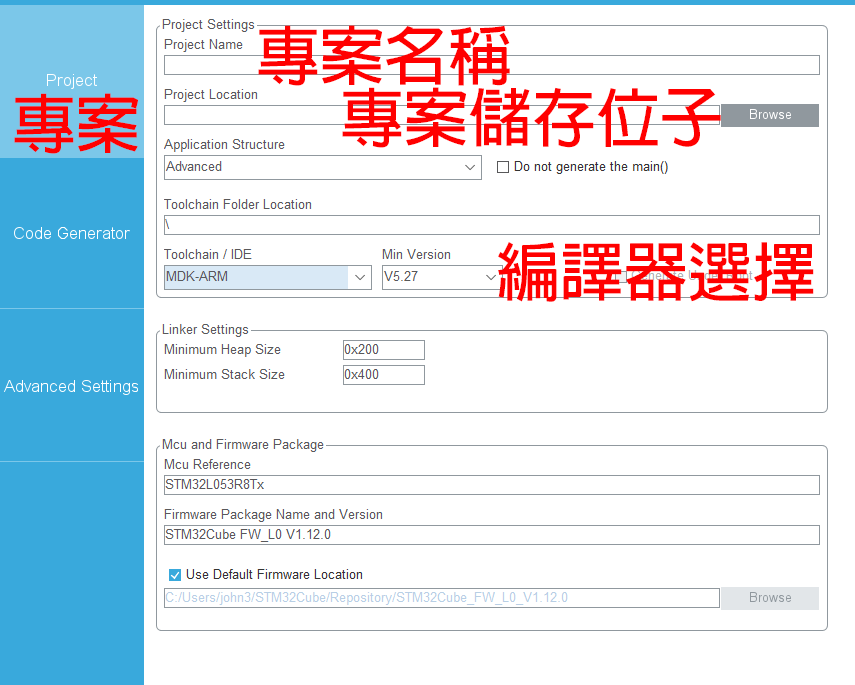 Project
專案
Code Generator
Advanced Settings
Project Settings
Project Name
專案名稱
Project Location
專案儲存位子
Browse
Application Structure
Advanced
Do not generate the main()
Toolchain Folder Location
\
Toolchain / IDE
Min Version
MDK-ARM
V5.27
編譯器選擇
Linker Settings
Minimum Heap Size
0x200
Minimum Stack Size
0x400
Mcu and Firmware Package
Mcu Reference
STM32L053R8Tx
Firmware Package Name and Version
STM32Cube FW_L0 V1.12.0
Use Default Firmware Location
C:/Users/john3/STM32Cube/Repository/STM32Cube_FW_L0_V1.12.0
Browse